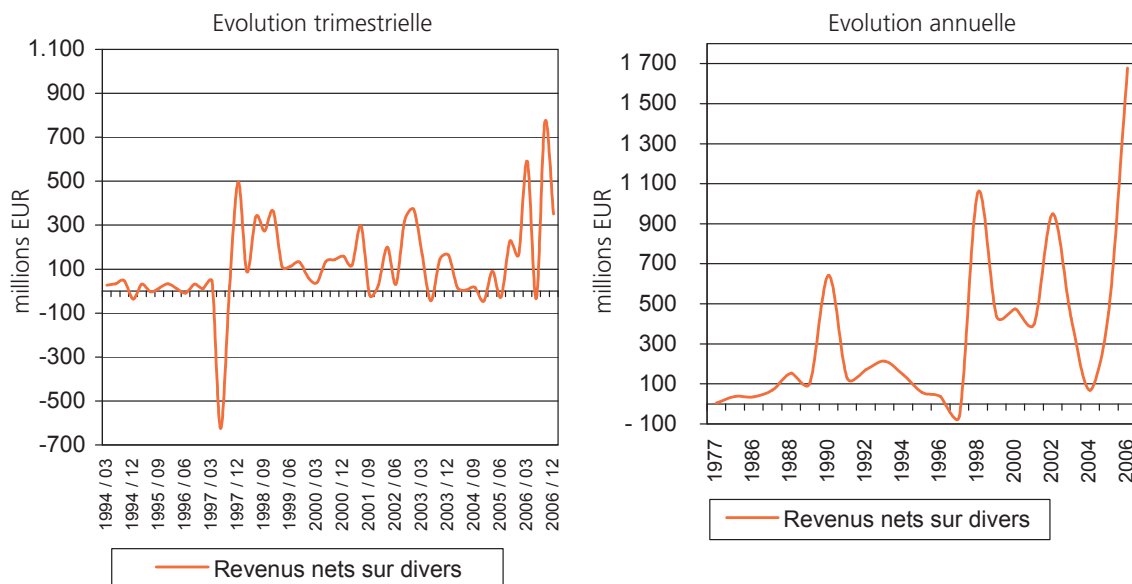 Evolution trimestrielle
1.100
900
700
500
300
100
-100
-300
-500
-700
millions EUR
1994 / 03
1994 / 12
1995 / 09
1996 / 06
1997 / 03
1997 / 12
1998 / 09
1999 / 06
2000 / 03
2000 / 12
2001 / 09
2002 / 06
2003 / 03
2003 / 12
2004 / 09
2005 / 06
2006 / 03
2006 / 12
Revenus nets sur divers
Evolution annuelle
1 700
1 500
1 300
1 100
900
700
500
300
100
- 100
millions EUR
1977
1986
1988
1990
1992
1994
1996
1998
2000
2002
2004
2006
Revenus nets sur divers